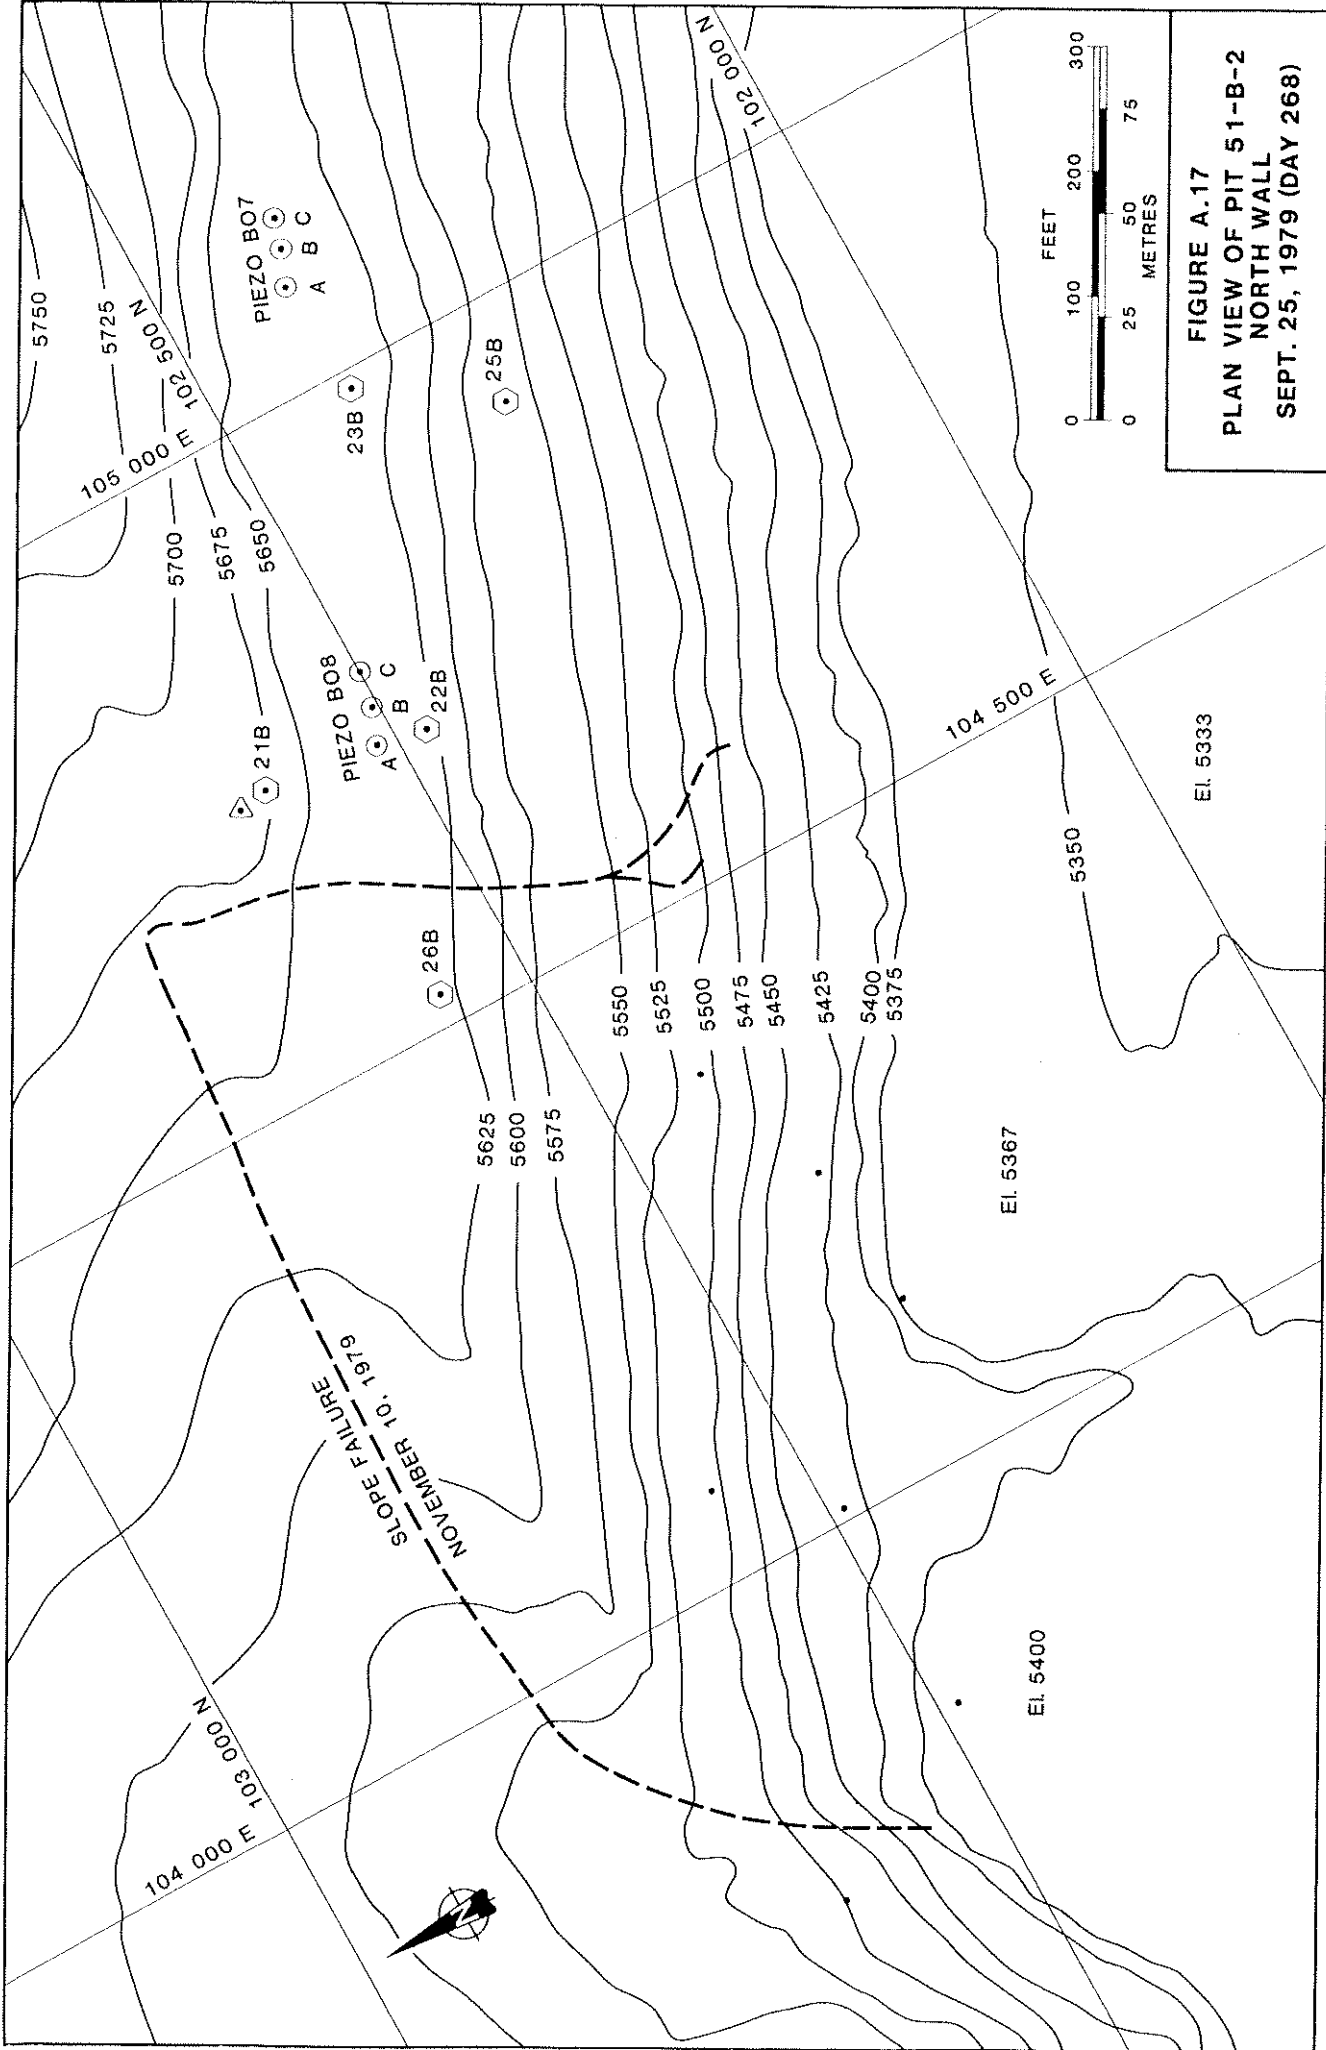 5750
5725
102 500 N
105 000 E
5700
5675
5650
PIEZO BO7
A
B
C
23B
25B
21B
PIEZO BO8
A
B
C
22B
26B
102 000 N
104 500 E
5625
5600
5575
5550
5525
5500
5475
5450
5425
5400
5375
5350
SLOPE FAILURE
NOVEMBER 10, 1979
103 000 N
104 000 E
N
El. 5400
El. 5367
El. 5333
FEET
0 100 200 300
0 25 50 75
METRES
FIGURE A.17
PLAN VIEW OF PIT 51-B-2
NORTH WALL
SEPT. 25, 1979 (DAY 268)